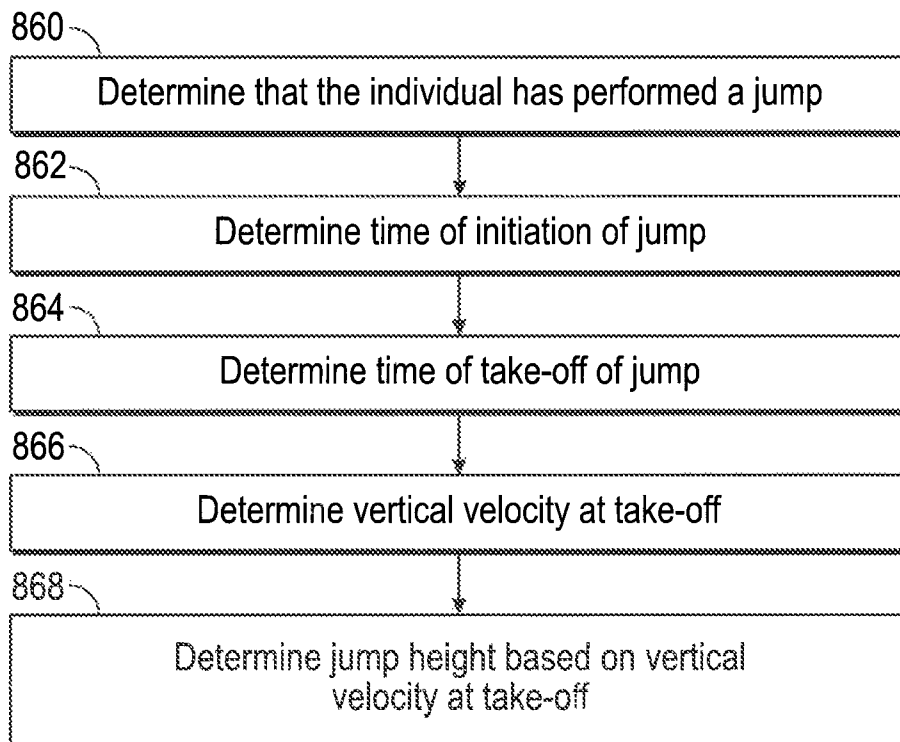 860
Determine that the individual has performed a jump
862
Determine time of initiation of jump
864
Determine time of take-off of jump
866
Determine vertical velocity at take-off
868
Determine jump height based on vertical
velocity at take-off